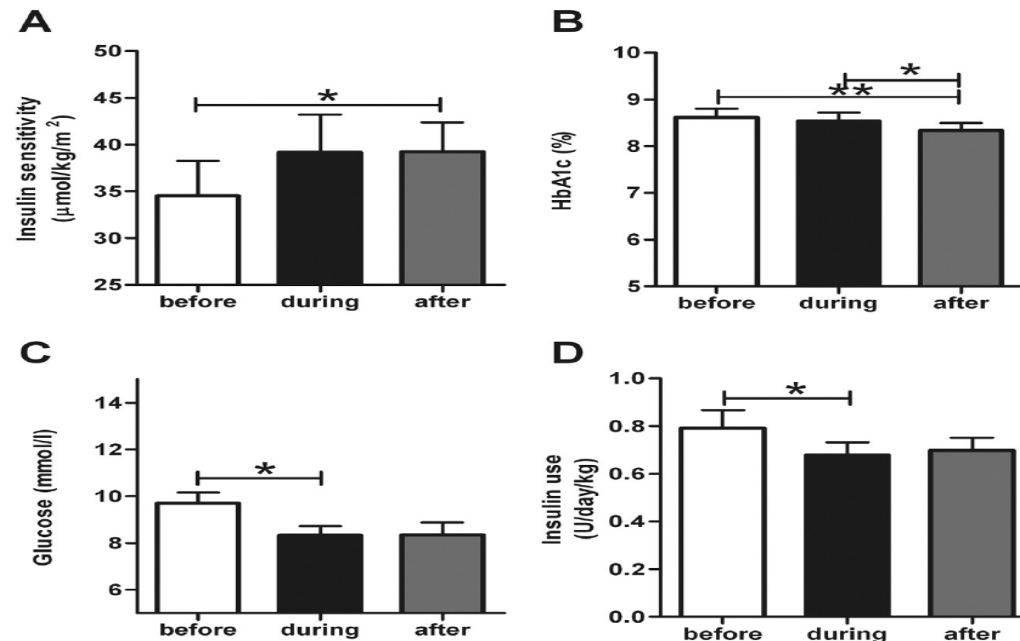 A
Insulin sensitivity
(µmol/kg/m²)
50
45
40
35
30
25
*
before during after
B
HbA1c (%)
10
9
8
7
6
5
*
**
before during after
C
Glucose (mmol/l)
14
12
10
8
6
*
before during after
D
Insulin use
(U/day/kg)
1.0
0.8
0.6
0.4
0.2
0.0
*
before during after